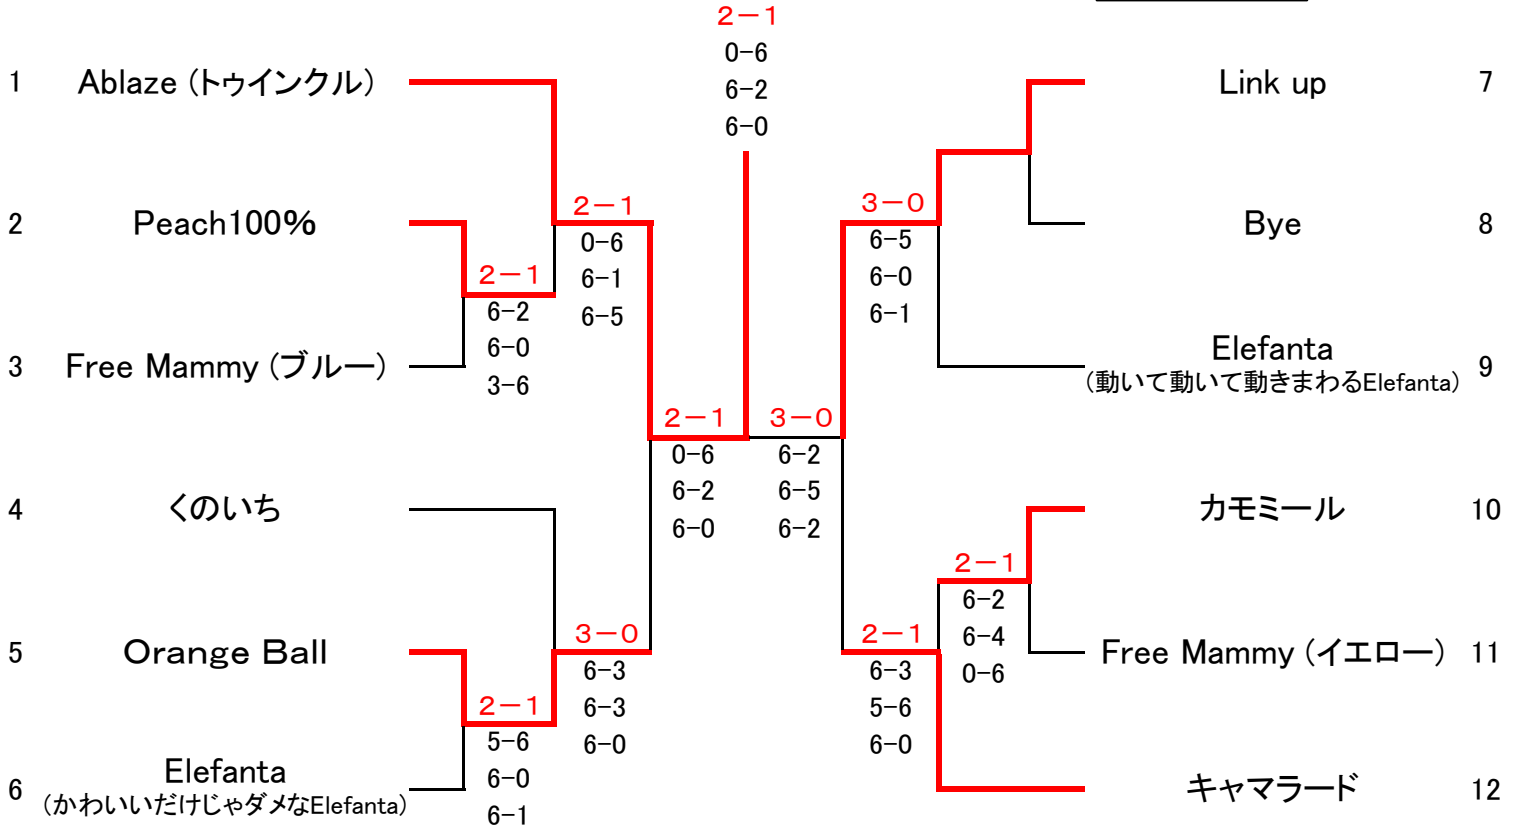 2－1
0-6
6-2
6-0
1 Ablaze (トゥインクル)
2 Peach100%
2－1
6-2
6-0
3-6
3 Free Mammy (ブルー)
2－1
0-6
6-1
6-5
4 くのいち
5 Orange Ball
2－1
5-6
6-0
6-1
6 Elefanta
(かわいいだけじゃダメなElefanta)
3－0
6-3
6-3
6-0
2－1
0-6
6-2
6-0
3－0
6-2
6-5
6-2
Link up 7
Bye 8
3－0
6-5
6-0
6-1
Elefanta 9
(動いて動いて動きまわるElefanta)
カモミール 10
2－1
6-2
6-4
0-6
Free Mammy (イエロー) 11
2－1
6-3
5-6
6-0
キャマラード 12